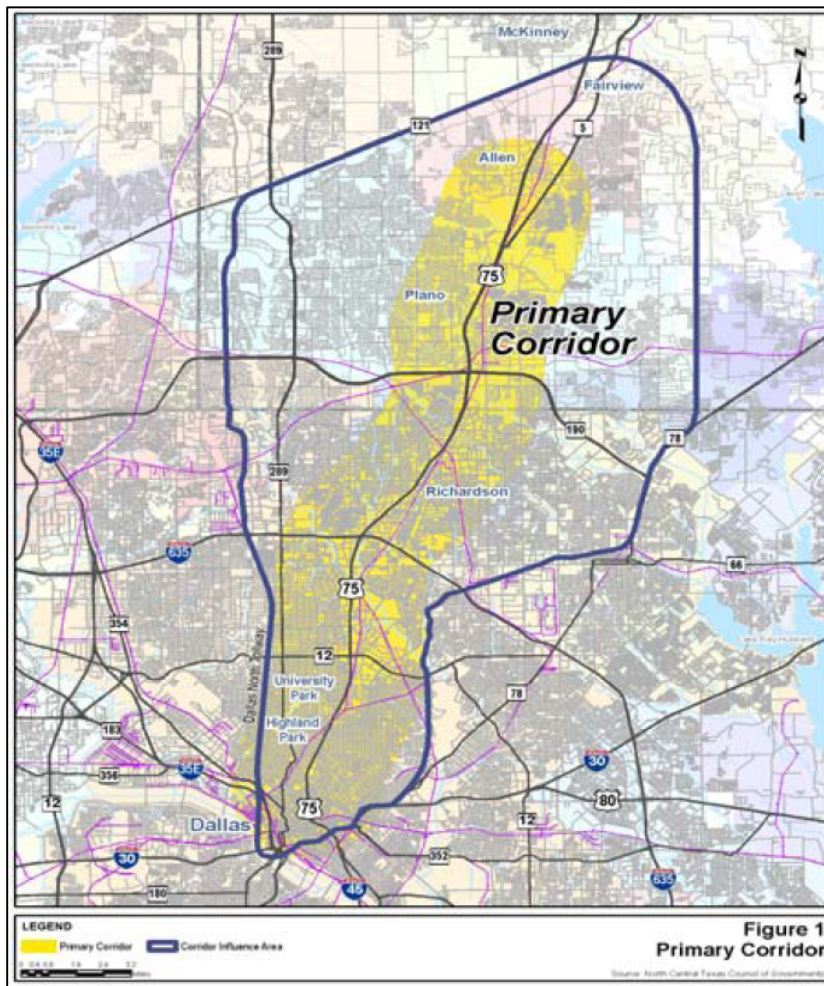 McKinney
289
Fairview
121
5
Allen
75
Plano
Primary
Corridor
190
78
35E
289
Richardson
635
75
66
354
Dallas North Tollway
12
University
Park
78
Highland
Park
183
30
35E
356
80
12
75
Dallas
12
30
352
180
45
635
LEGEND
Primary Corridor
Corridor Influence Area
Miles
Figure 1
Primary Corridor
Source: North Central Texas Council of Governments